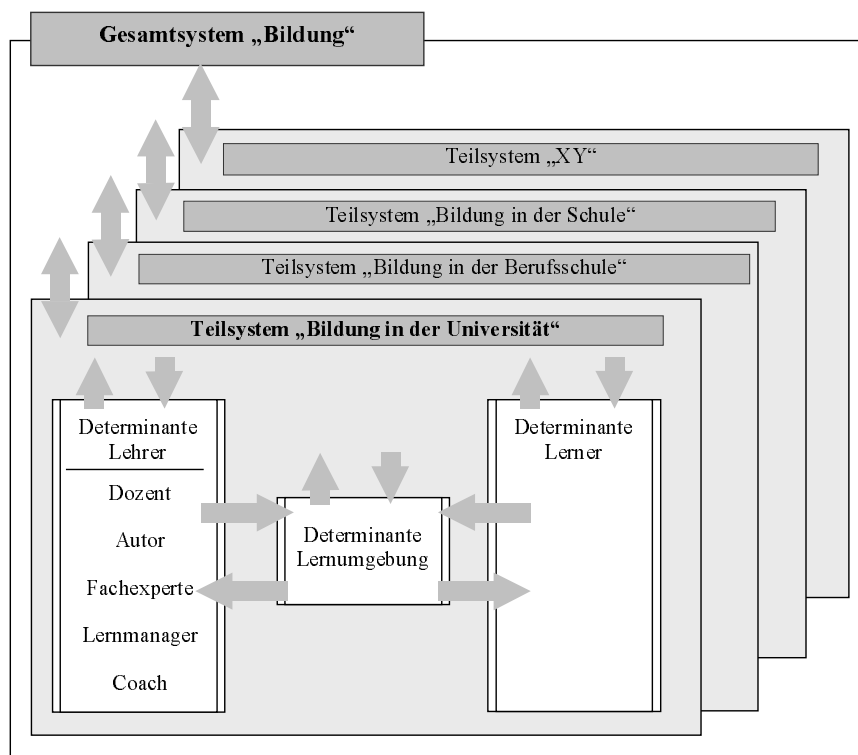 Gesamtsystem „Bildung“
Teilsystem „XY“
Teilsystem „Bildung in der Schule“
Teilsystem „Bildung in der Berufsschule“
Teilsystem „Bildung in der Universität“
Determinante
Lehrer
Dozent
Autor
Fachexperte
Lernmanager
Coach
Determinante
Lernumgebung
Determinante
Lerner